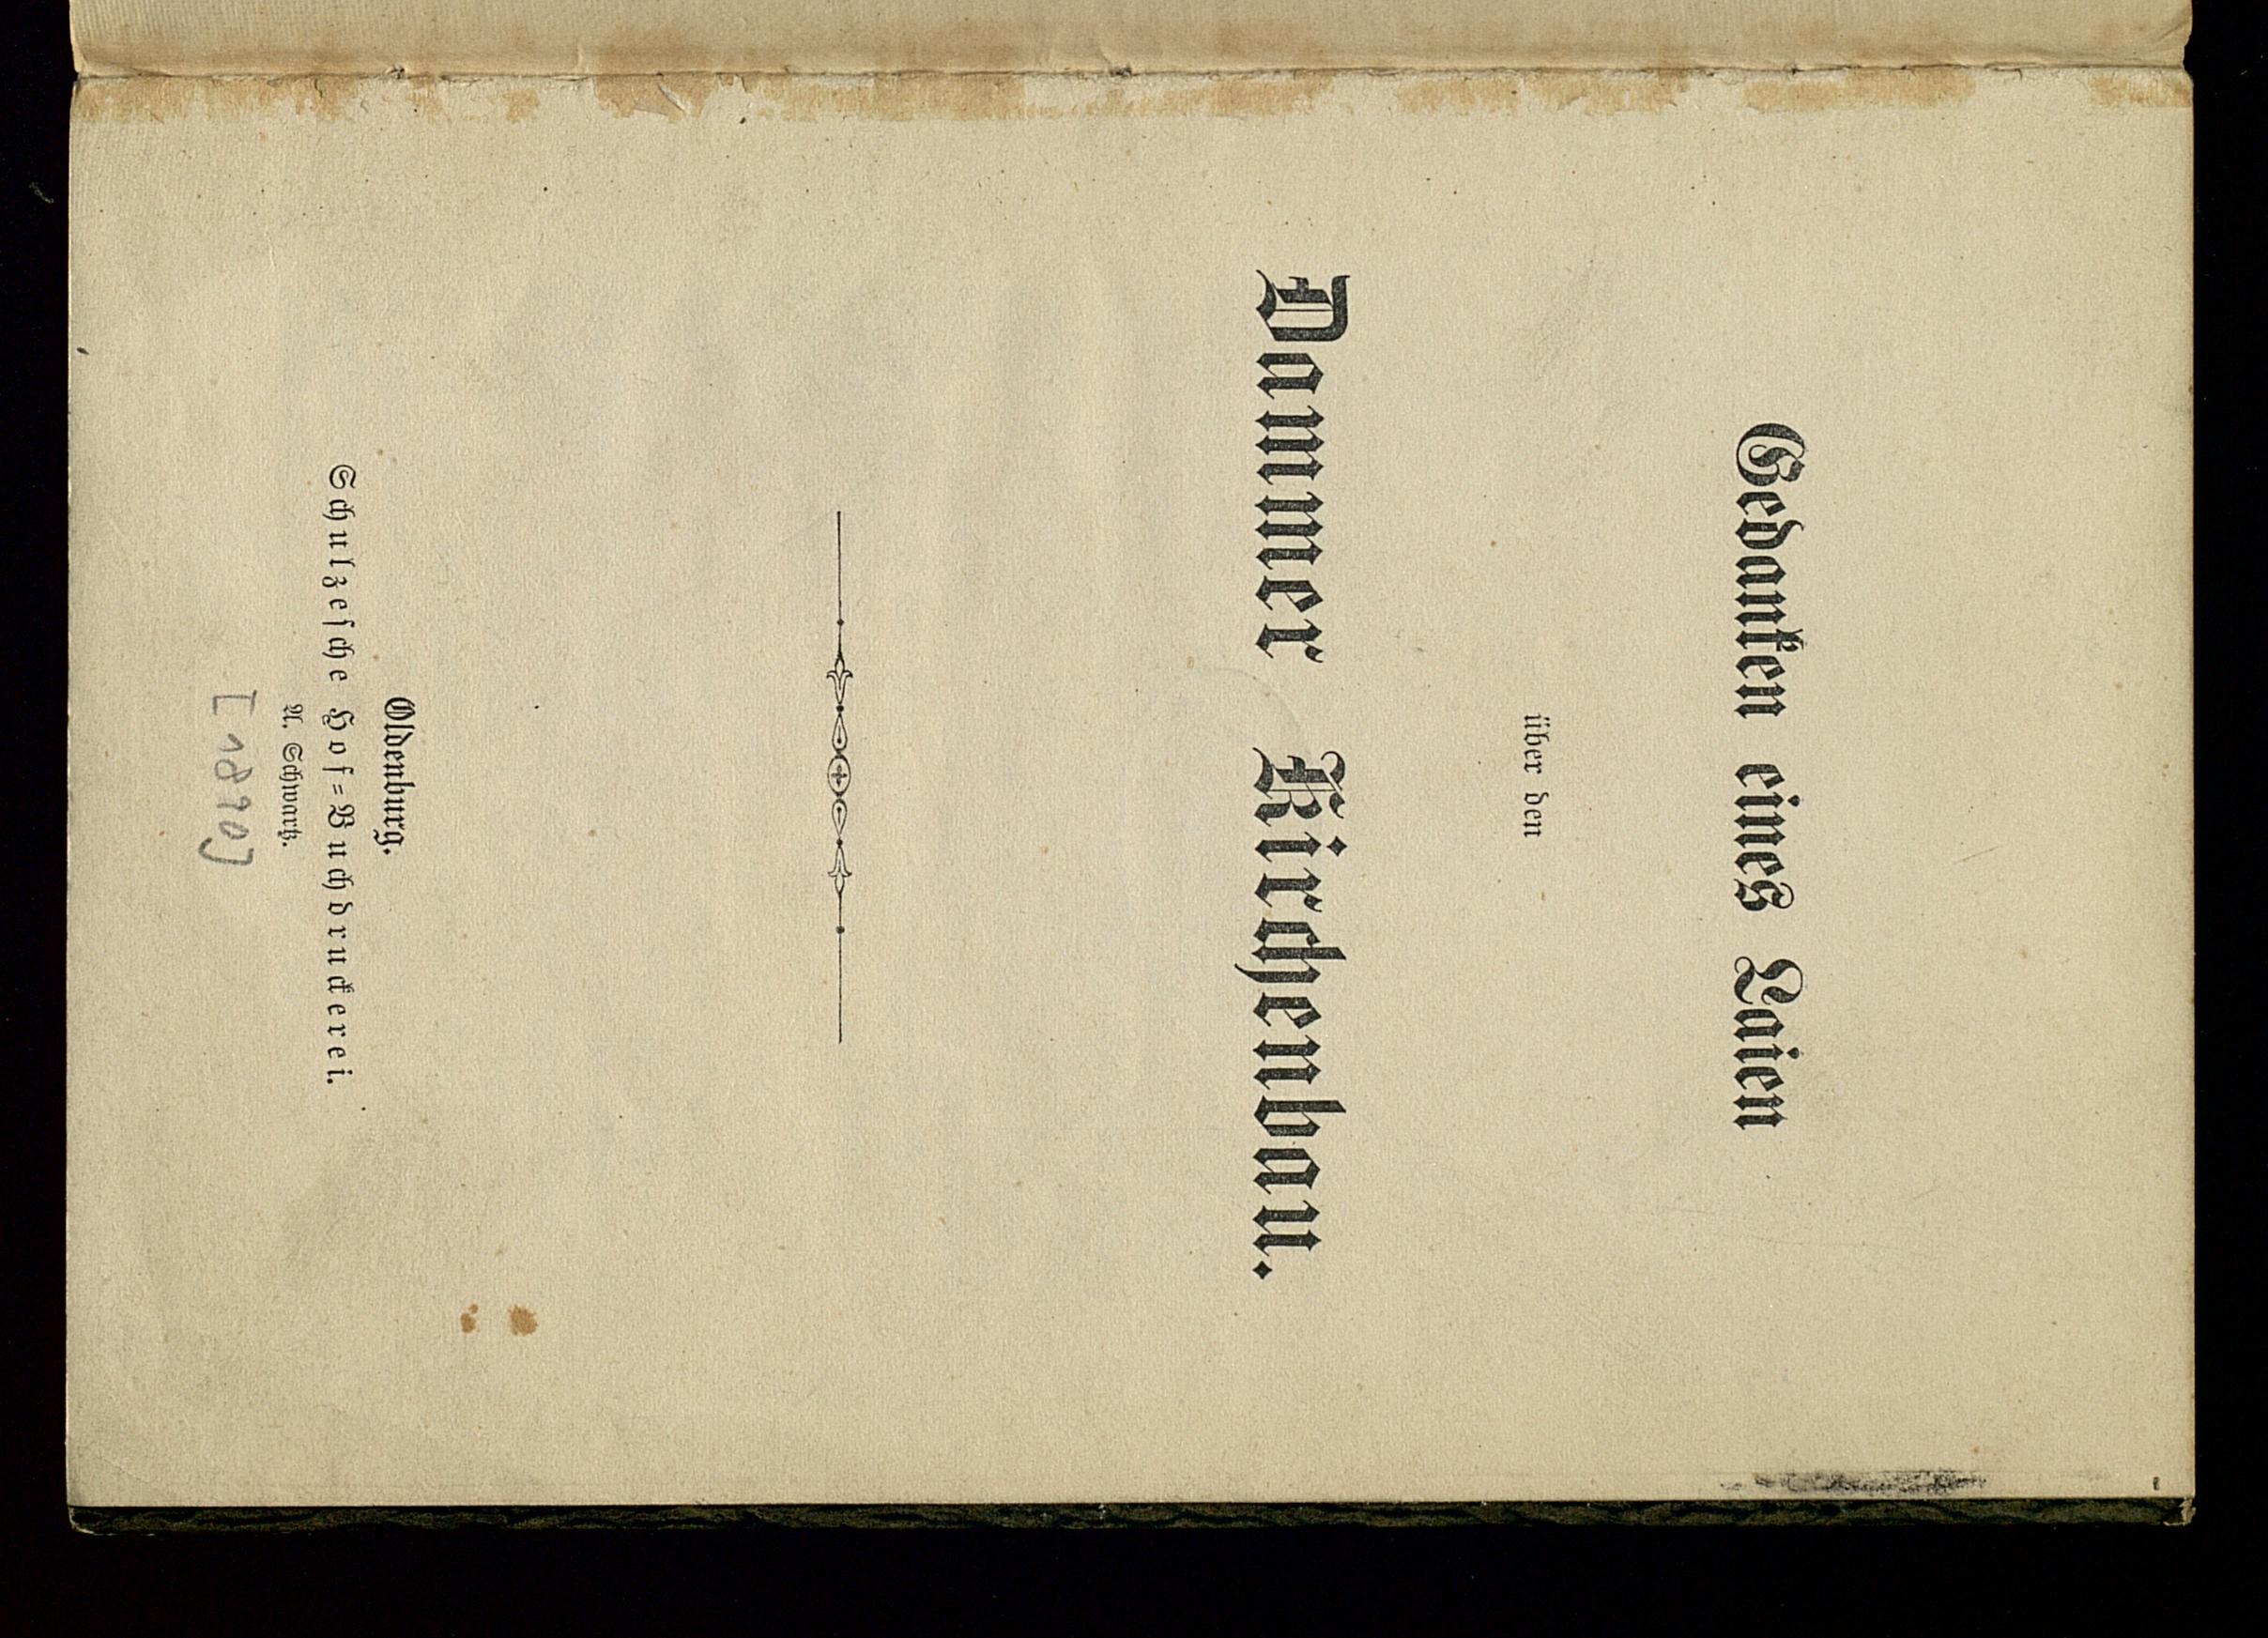 Gedanken eines Laien
über den
Dammer Kirchenbau.
Oldenburg.
Schulzesche Hof=Buchdruckerei.
A. Schwartz.
[1890]